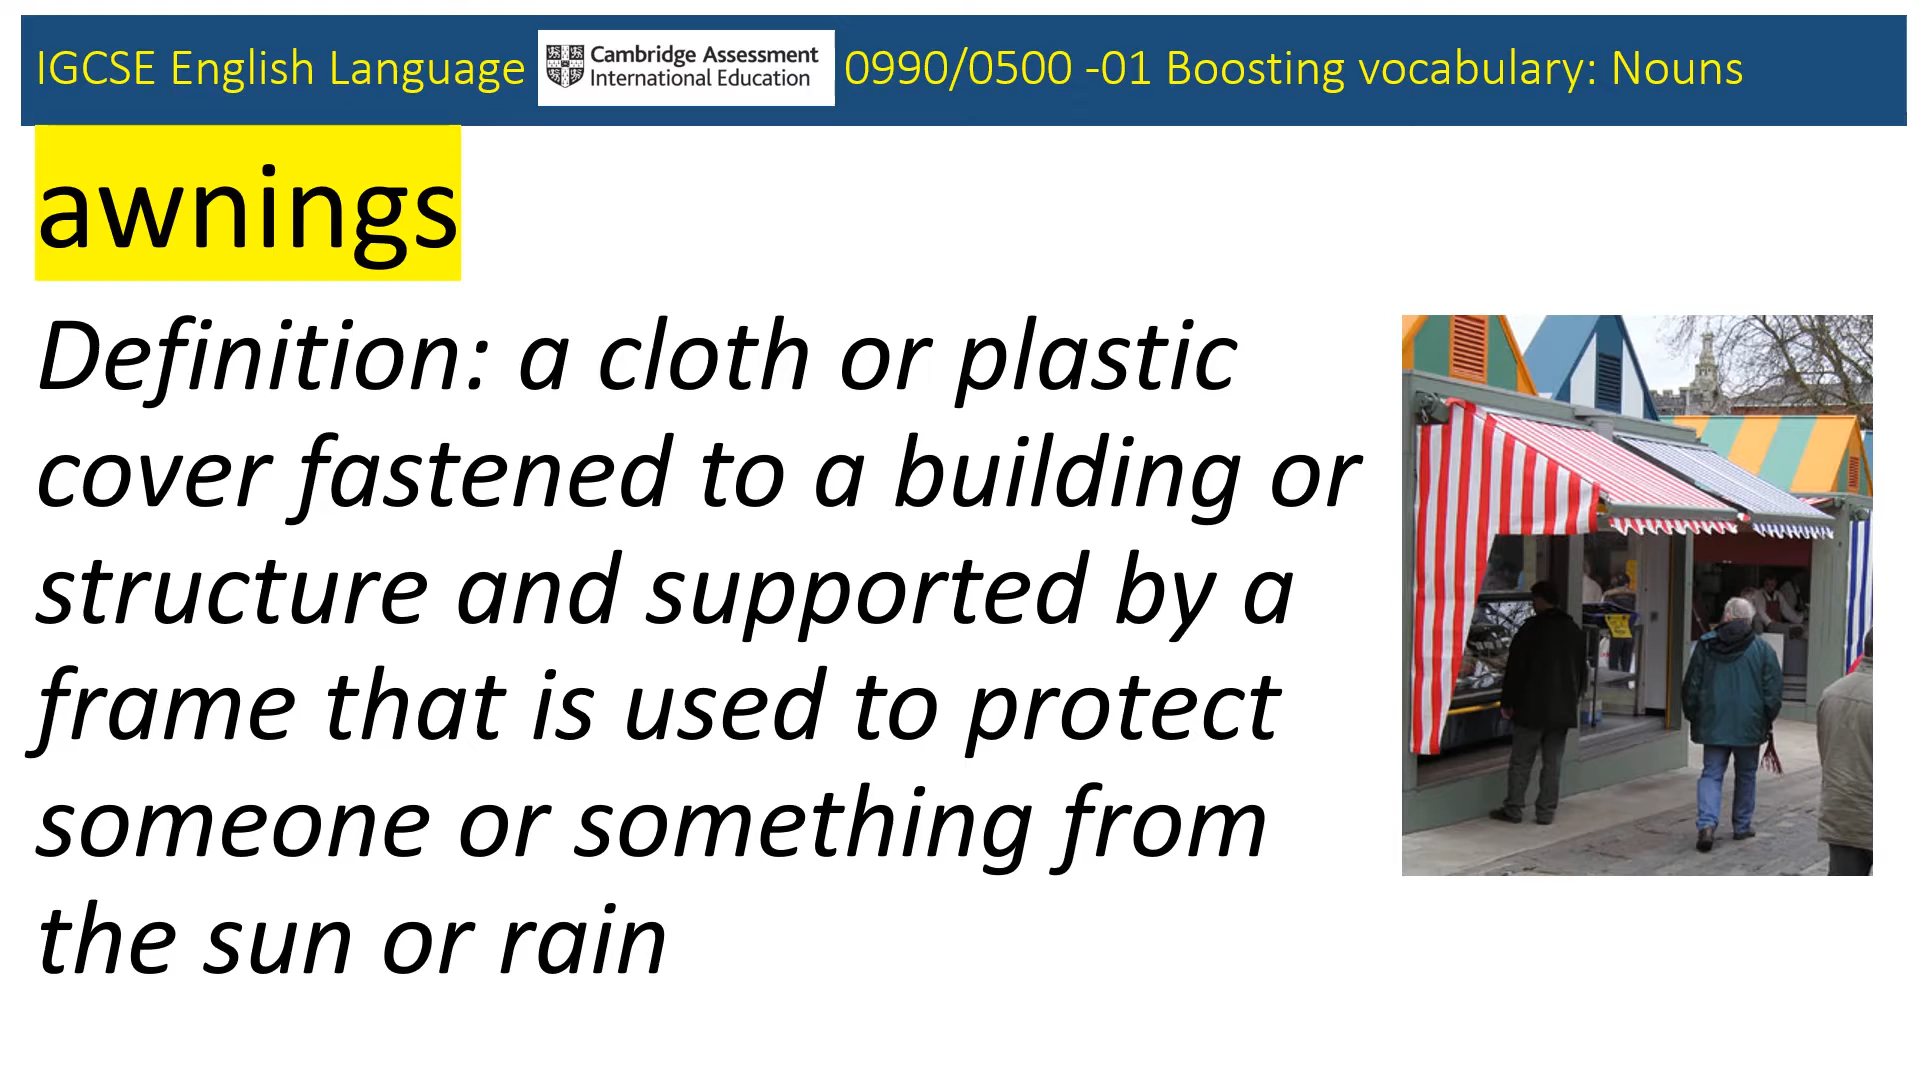 IGCSE English Language Cambridge Assessment International Education 0990/0500 -01 Boosting vocabulary: Nouns
awnings
Definition: a cloth or plastic
cover fastened to a building or
structure and supported by a
frame that is used to protect
someone or something from
the sun or rain